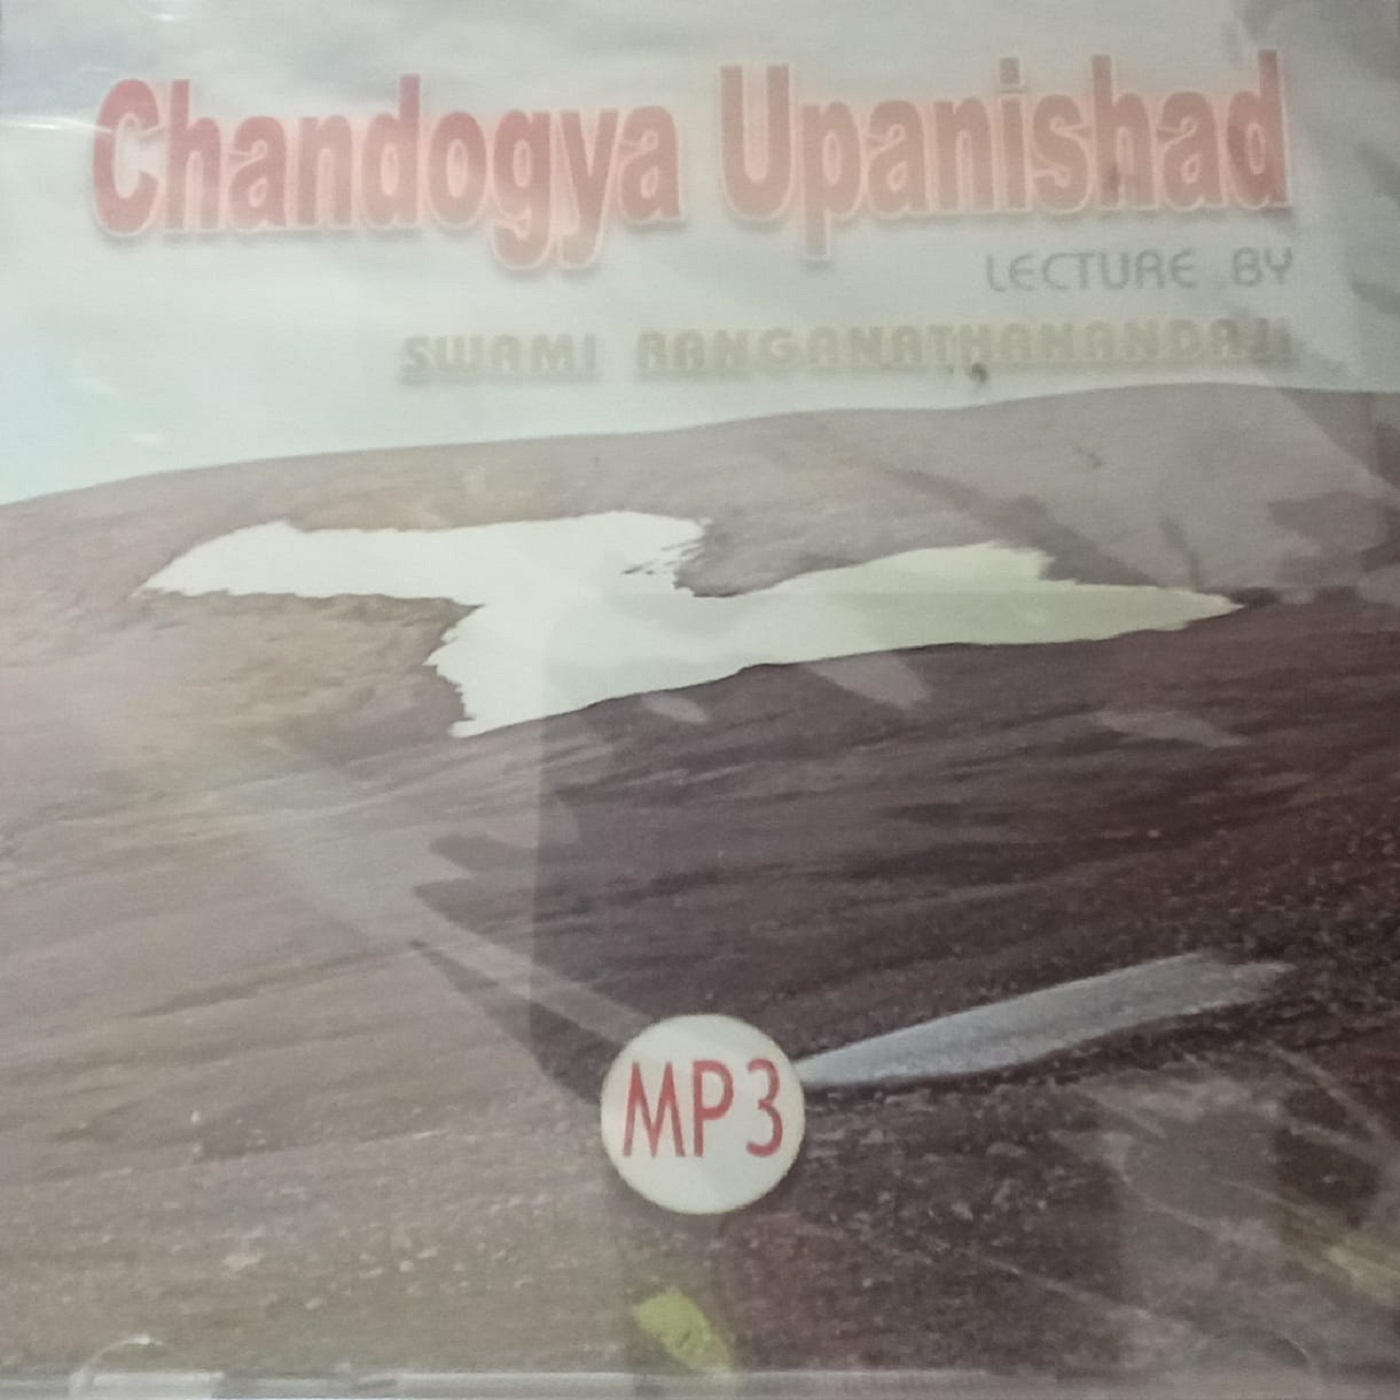 Chandogya Upanishad
LECTURE BY
SWAMI RANGANATHANANDAJI
MP3